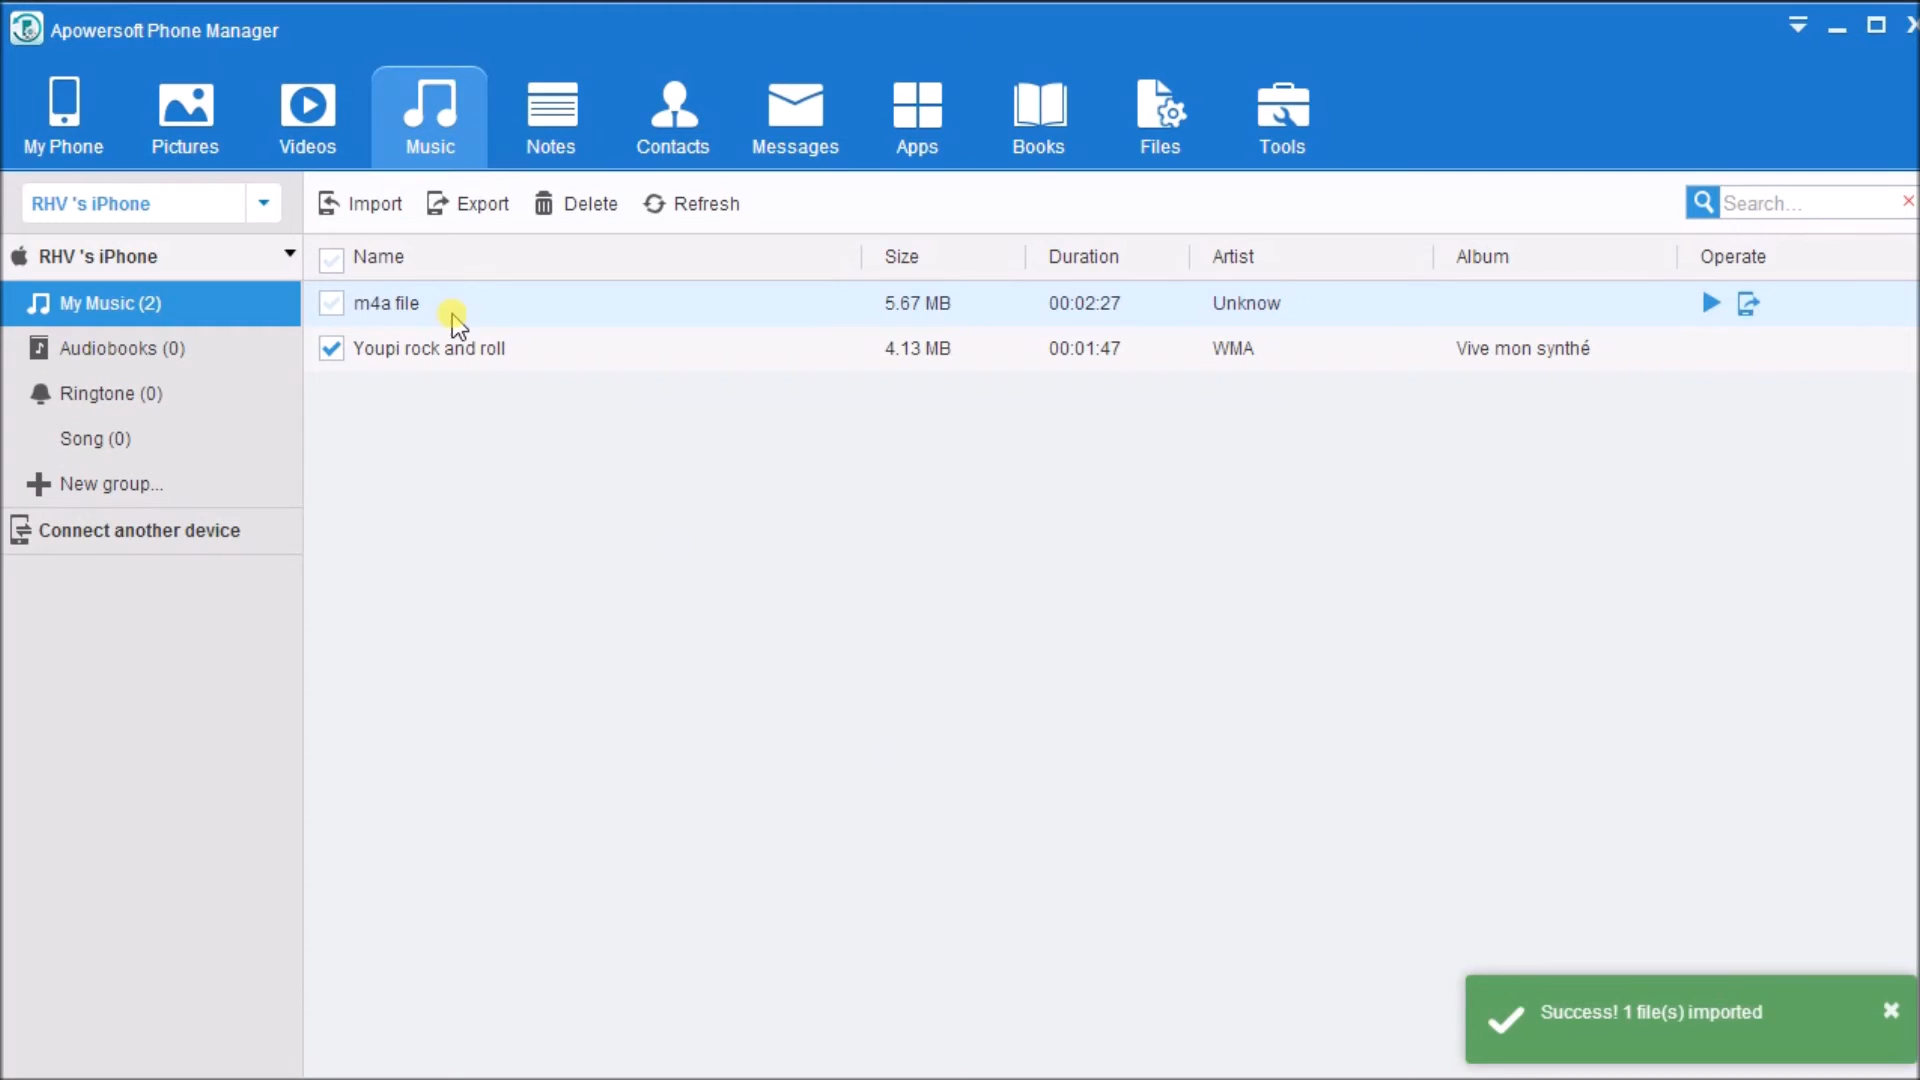 Apowersoft Phone Manager
My Phone Pictures Videos Music Notes Contacts Messages Apps Books Files Tools
RHV 's iPhone Import Export Delete Refresh Search...
RHV 's iPhone Name Size Duration Artist Album Operate
My Music (2) m4a file 5.67 MB 00:02:27 Unknow
Audiobooks (0) Youpi rock and roll 4.13 MB 00:01:47 WMA Vive mon synthé
Ringtone (0)
Song (0)
New group...
Connect another device
Success! 1 file(s) imported